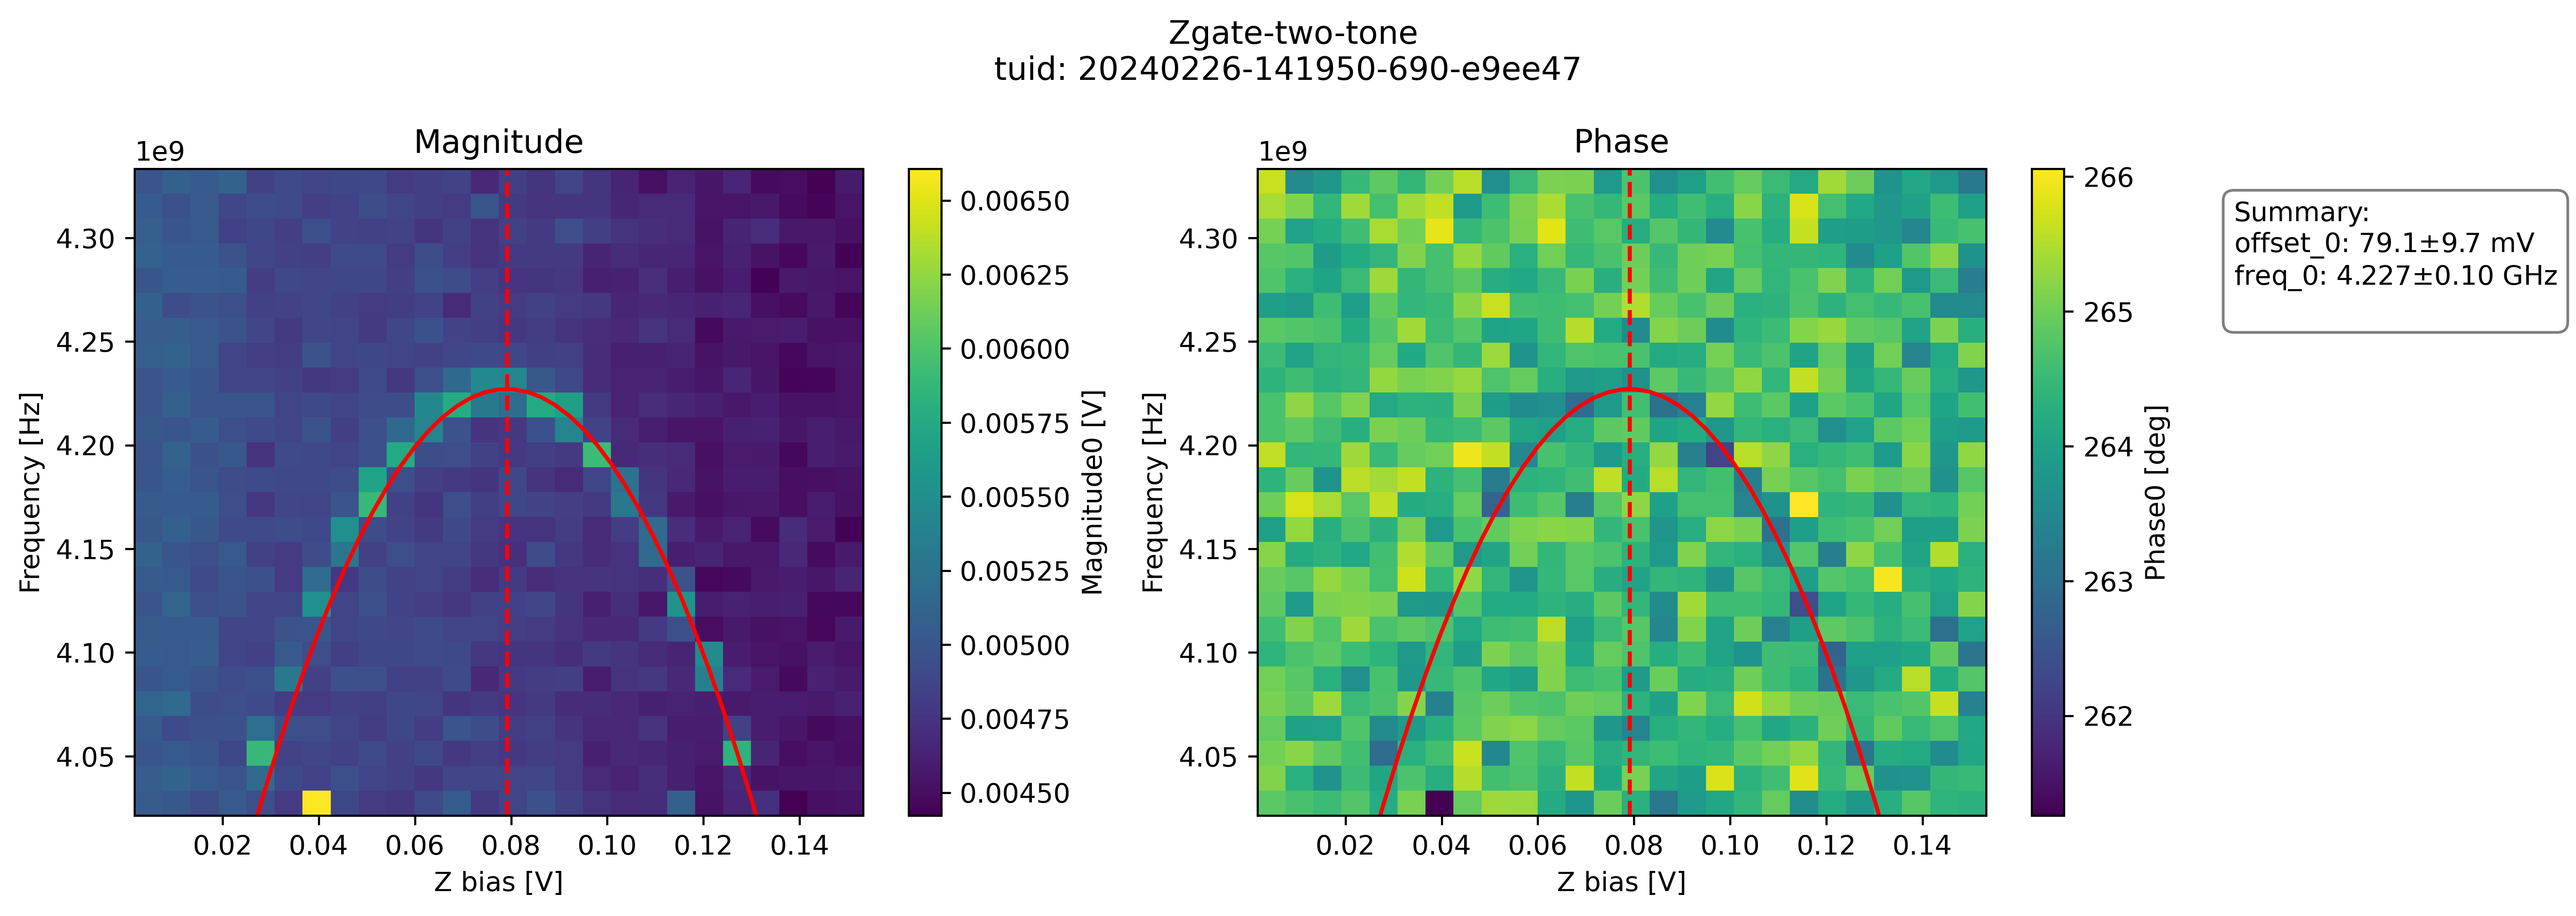 Zgate-two-tone
tuid: 20240226-141950-690-e9ee47
Magnitude
1e9
4.30
4.25
4.20
4.15
4.10
4.05
Frequency [Hz]
0.02 0.04 0.06 0.08 0.10 0.12 0.14
Z bias [V]
0.00650
0.00625
0.00600
0.00575
0.00550
0.00525
0.00500
0.00475
0.00450
Magnitude0 [V]
Phase
1e9
4.30
4.25
4.20
4.15
4.10
4.05
Frequency [Hz]
0.02 0.04 0.06 0.08 0.10 0.12 0.14
Z bias [V]
266
265
264
263
262
Phase0 [deg]
Summary:
offset_0: 79.1±9.7 mV
freq_0: 4.227±0.10 GHz